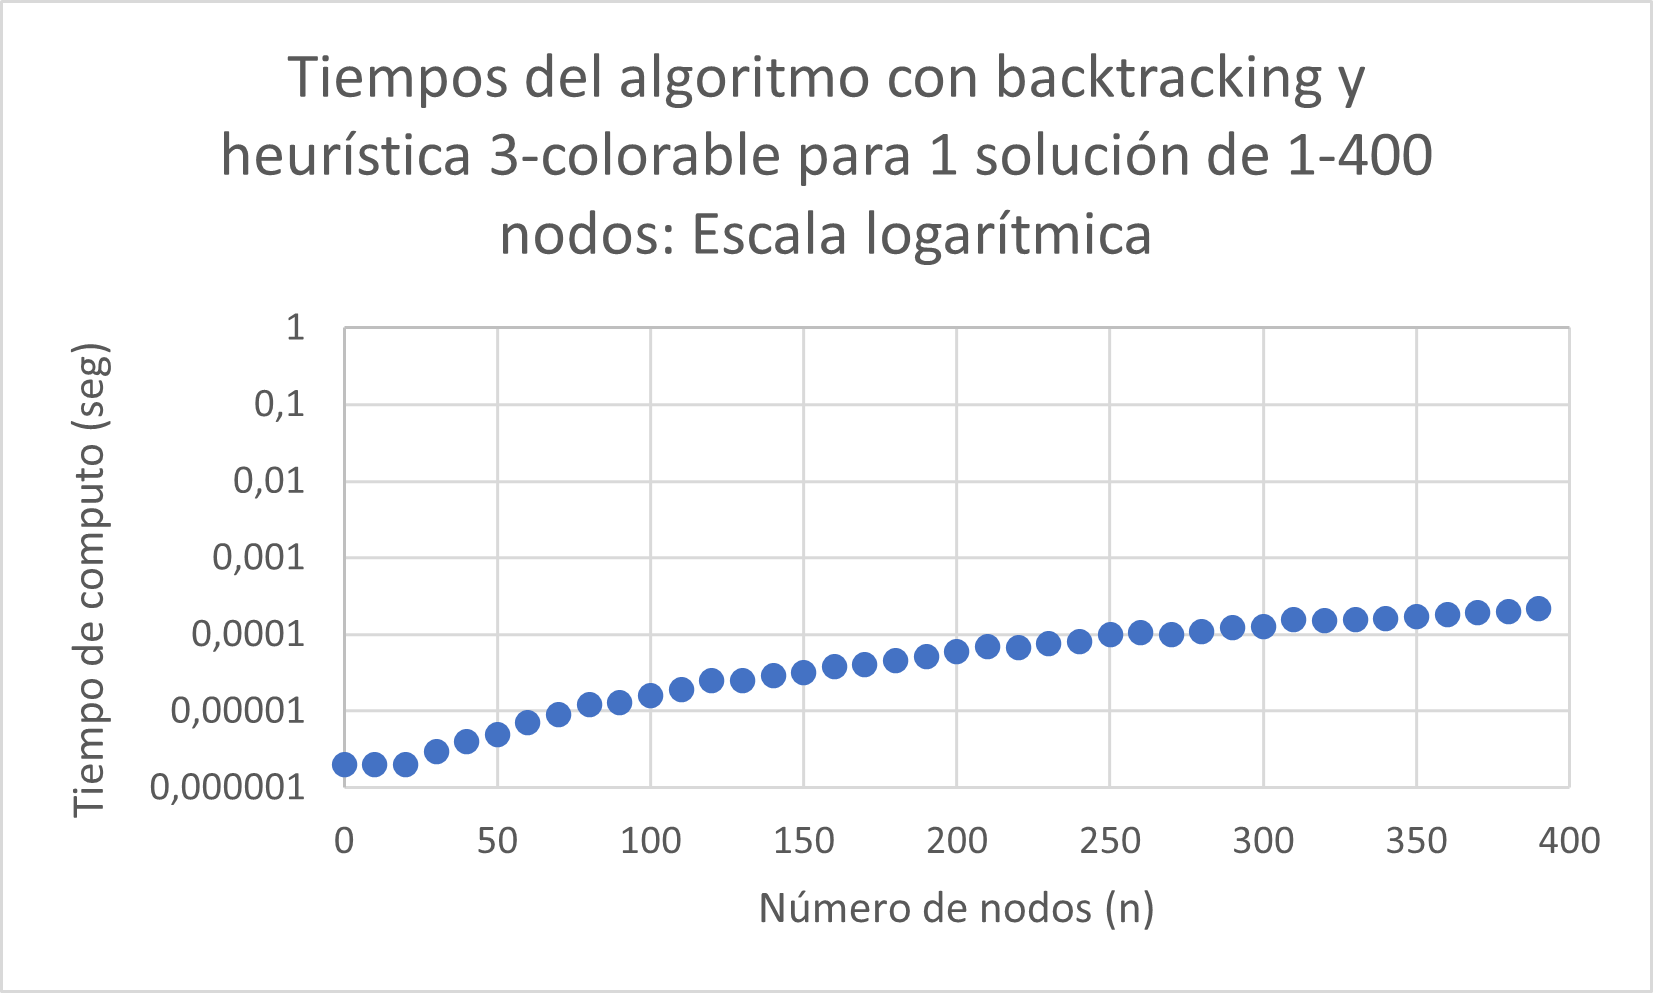 Tiempos del algoritmo con backtracking y
heurística 3-colorable para 1 solución de 1-400
nodos: Escala logarítmica
Tiempo de computo (seg)
1
0,1
0,01
0,001
0,0001
0,00001
0,000001
0 50 100 150 200 250 300 350 400
Número de nodos (n)